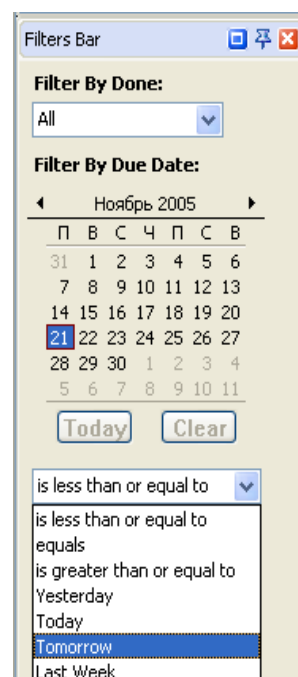 Filters Bar
Filter By Done:
All
Filter By Due Date:
Ноябрь 2005
П В С Ч П С В
31 1 2 3 4 5 6
7 8 9 10 11 12 13
14 15 16 17 18 19 20
21 22 23 24 25 26 27
28 29 30 1 2 3 4
5 6 7 8 9 10 11
Today Clear
is less than or equal to
is less than or equal to
equals
is greater than or equal to
Yesterday
Today
Tomorrow
Last Week